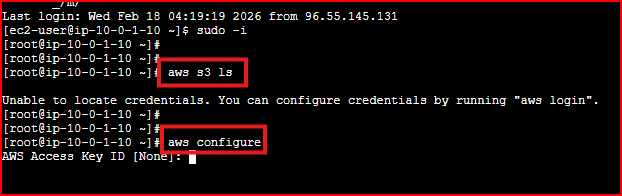 _/m/
Last login: Wed Feb 18 04:19:19 2026 from 96.55.145.131
[ec2-user@ip-10-0-1-10 ~]$ sudo -i
[root@ip-10-0-1-10 ~]#
[root@ip-10-0-1-10 ~]#
[root@ip-10-0-1-10 ~]# aws s3 ls

Unable to locate credentials. You can configure credentials by running "aws login".
[root@ip-10-0-1-10 ~]#
[root@ip-10-0-1-10 ~]#
[root@ip-10-0-1-10 ~]# aws configure
AWS Access Key ID [None]: